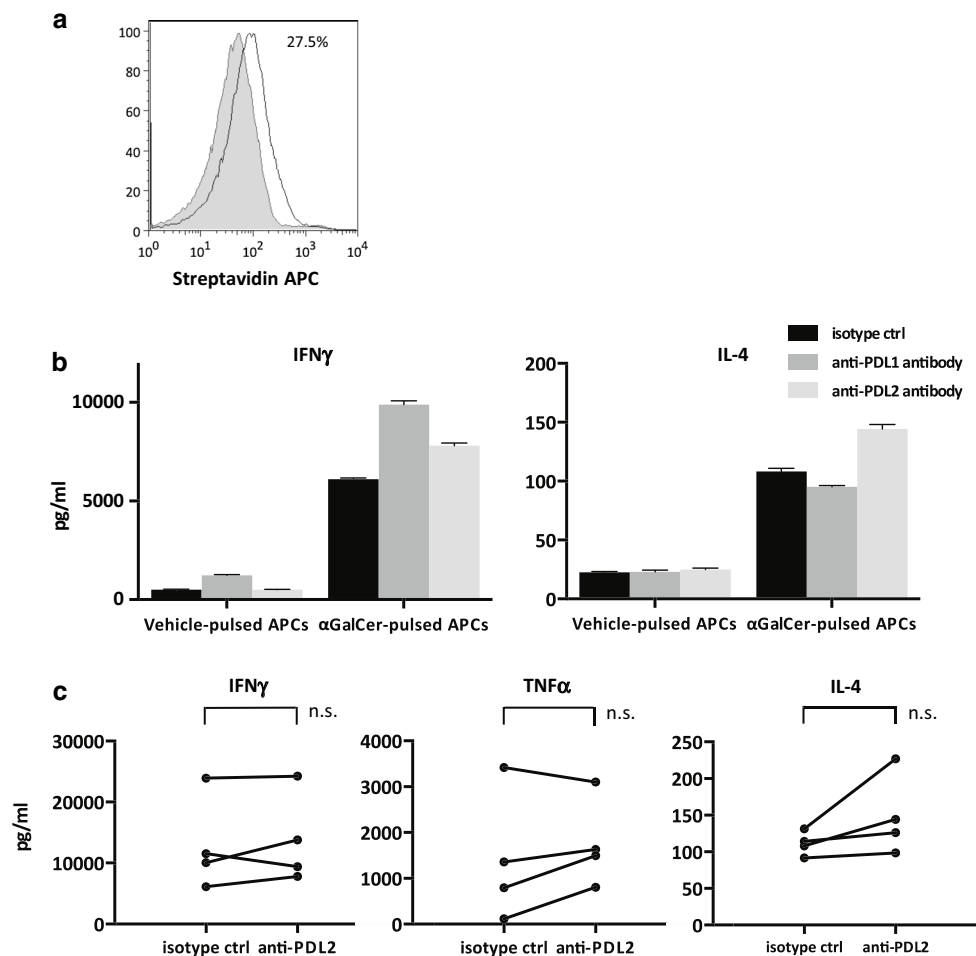 a
100
80
60
40
20
0
27.5%
10^0 10^1 10^2 10^3 10^4
Streptavidin APC
b
IFNγ
pg/ml
10000
5000
0
Vehicle-pulsed APCs αGalCer-pulsed APCs
IL-4
200
150
100
50
0
Vehicle-pulsed APCs αGalCer-pulsed APCs
isotype ctrl
anti-PDL1 antibody
anti-PDL2 antibody
c
IFNγ
n.s.
pg/ml
30000
20000
10000
0
isotype ctrl anti-PDL2
TNFα
n.s.
4000
3000
2000
1000
0
isotype ctrl anti-PDL2
IL-4
n.s.
250
200
150
100
50
0
isotype ctrl anti-PDL2